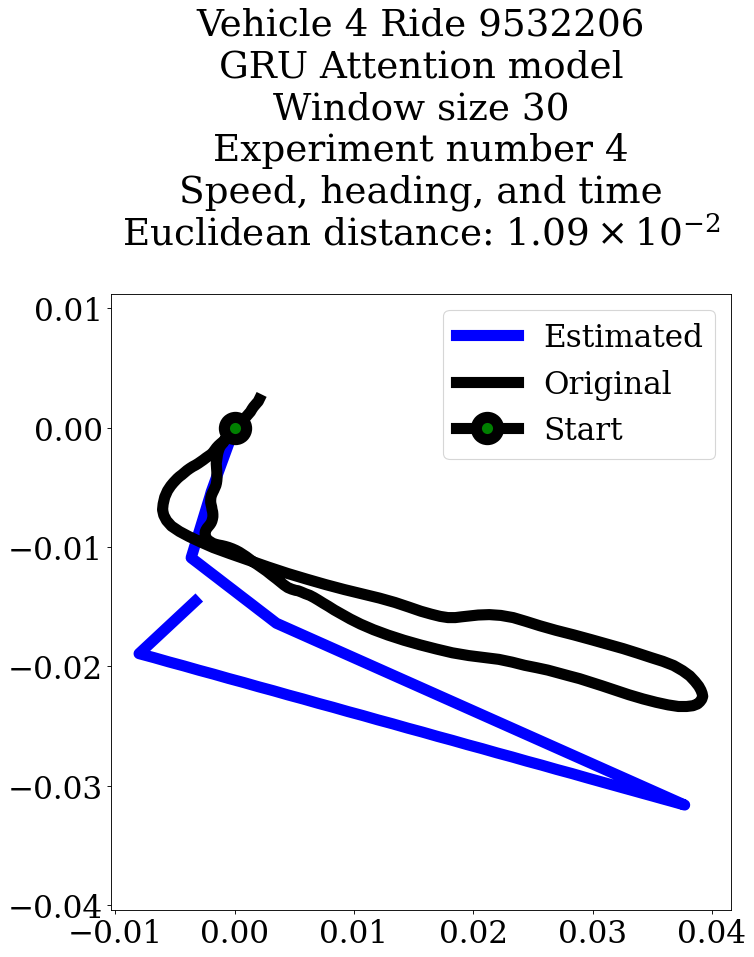 Vehicle 4 Ride 9532206
GRU Attention model
Window size 30
Experiment number 4
Speed, heading, and time
Euclidean distance: 1.09 × 10⁻²
0.01
0.00
−0.01
−0.02
−0.03
−0.04
Estimated
Original
Start
−0.01 0.00 0.01 0.02 0.03 0.04